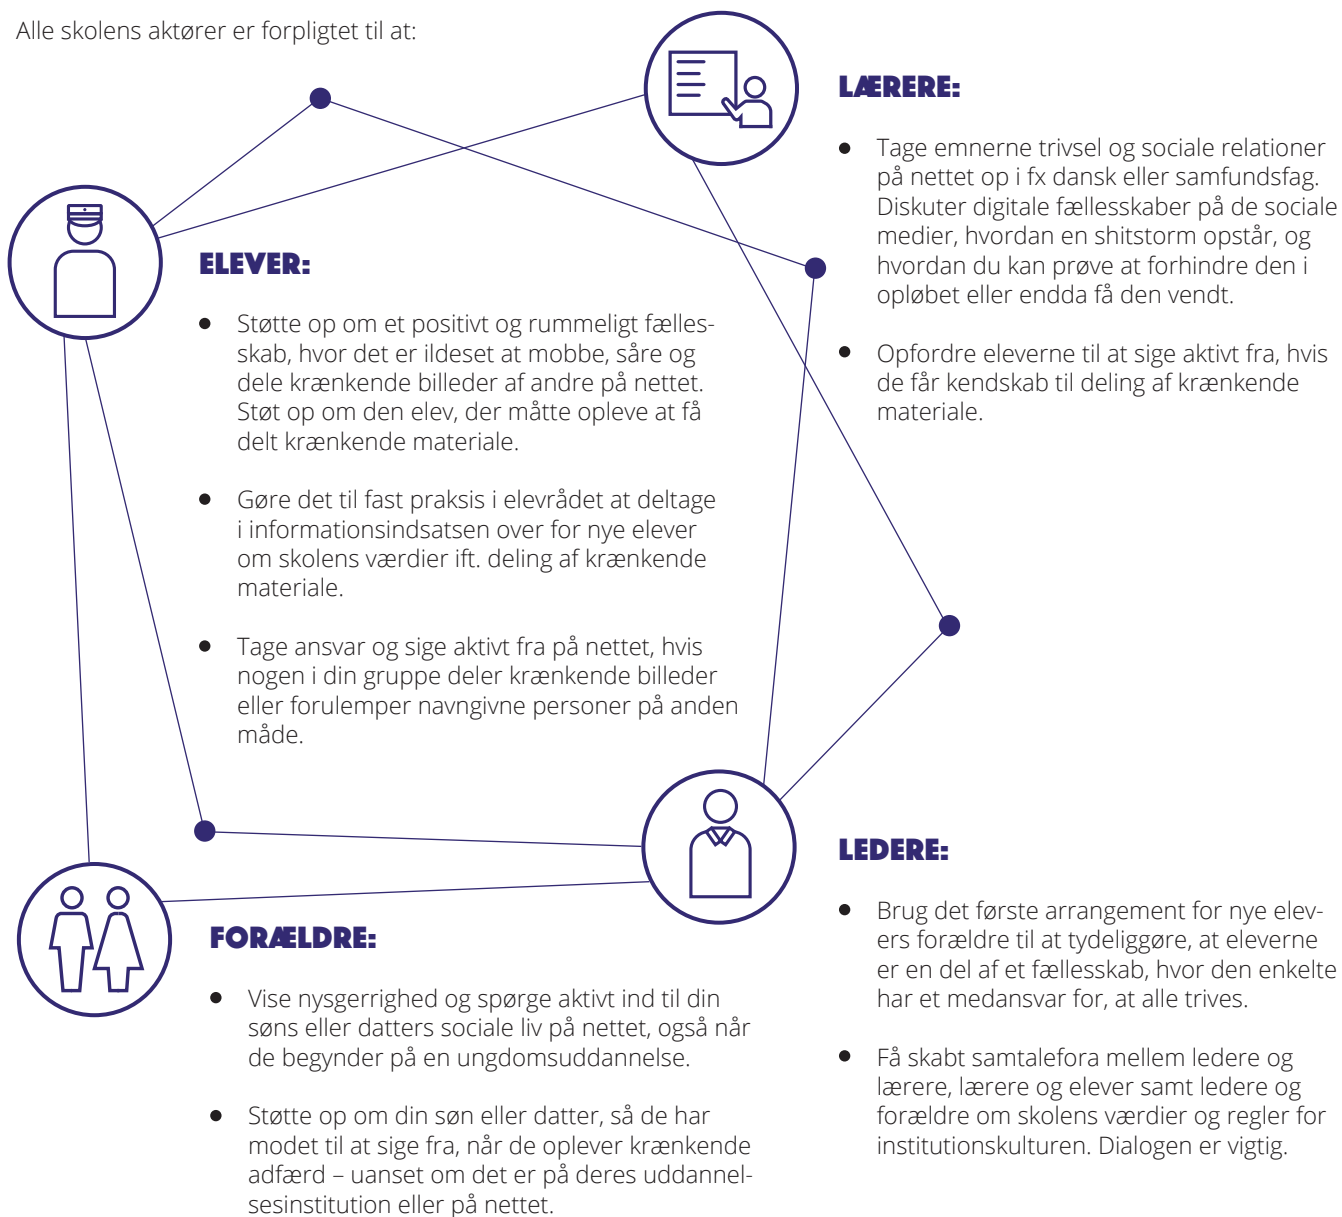 Alle skolens aktører er forpligtet til at:
LÆRERE:
● Tage emnerne trivsel og sociale relationer
på nettet op i fx dansk eller samfundsfag.
Diskuter digitale fællesskaber på de sociale
medier, hvordan en shitstorm opstår, og
hvordan du kan prøve at forhindre den i
opløbet eller endda få den vendt.
● Opfordre eleverne til at sige aktivt fra, hvis
de får kendskab til deling af krænkende
materiale.
ELEVER:
● Støtte op om et positivt og rummeligt fælles-
skab, hvor det er ildeset at mobbe, såre og
dele krænkende billeder af andre på nettet.
Støt op om den elev, der måtte opleve at få
delt krænkende materiale.
● Gøre det til fast praksis i elevrådet at deltage
i informationsindsatsen over for nye elever
om skolens værdier ift. deling af krænkende
materiale.
● Tage ansvar og sige aktivt fra på nettet, hvis
nogen i din gruppe deler krænkende billeder
eller forulemper navngivne personer på anden
måde.
LEDERE:
● Brug det første arrangement for nye elev-
ers forældre til at tydeliggøre, at eleverne
er en del af et fællesskab, hvor den enkelte
har et medansvar for, at alle trives.
● Få skabt samtalefora mellem ledere og
lærere, lærere og elever samt ledere og
forældre om skolens værdier og regler for
institutionskulturen. Dialogen er vigtig.
FORÆLDRE:
● Vise nysgerrighed og spørge aktivt ind til din
søns eller datters sociale liv på nettet, også når
de begynder på en ungdomsuddannelse.
● Støtte op om din søn eller datter, så de har
modet til at sige fra, når de oplever krænkende
adfærd – uanset om det er på deres uddannel-
sesinstitution eller på nettet.